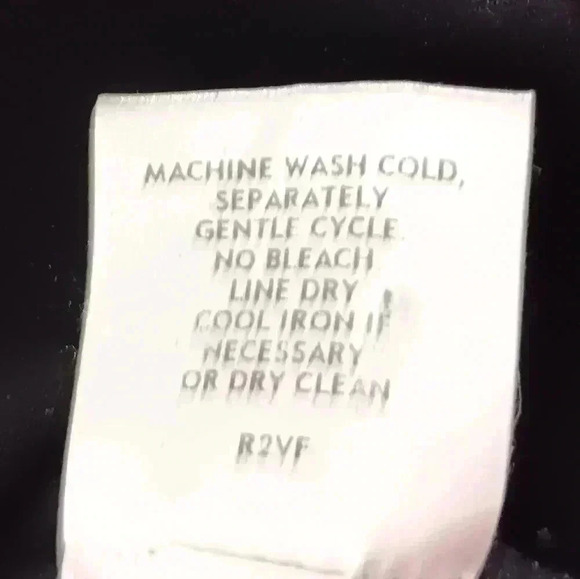 MACHINE WASH COLD,
SEPARATELY
GENTLE CYCLE
NO BLEACH
LINE DRY
COOL IRON IF
NECESSARY
OR DRY CLEAN
R2VF